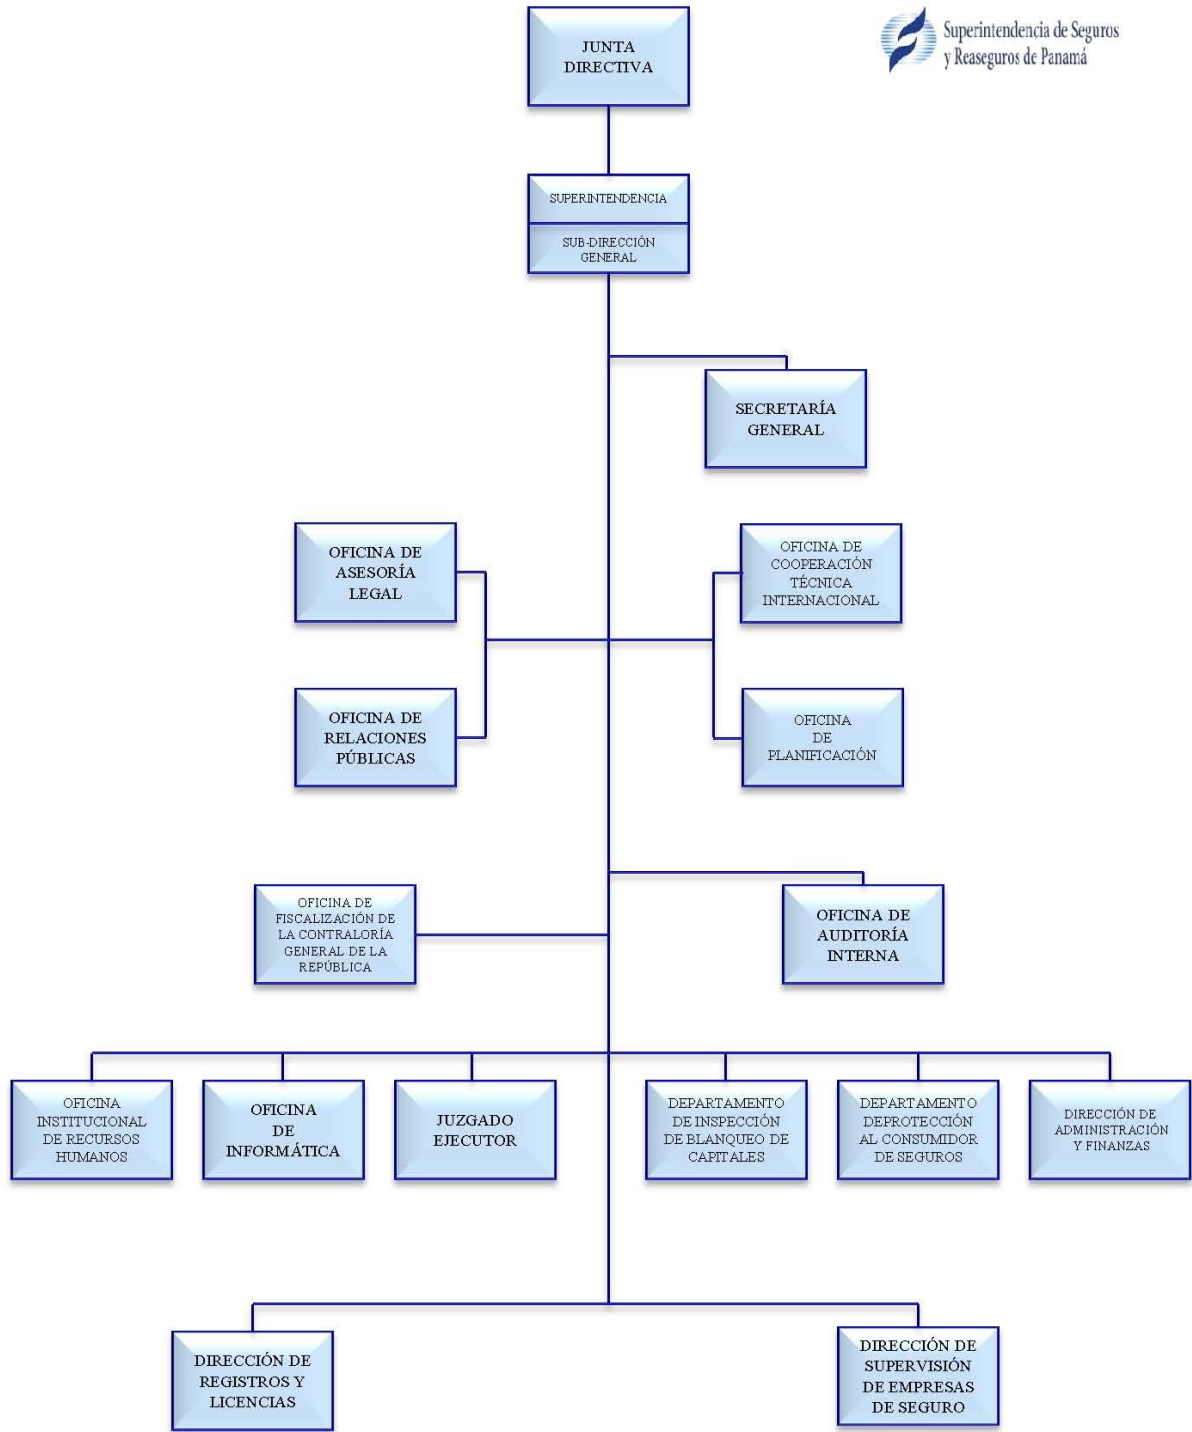 Superintendencia de Seguros
y Reaseguros de Panamá
JUNTA
DIRECTIVA
SUPERINTENDENCIA
SUB-DIRECCIÓN
GENERAL
SECRETARÍA
GENERAL
OFICINA DE
ASESORÍA
LEGAL
OFICINA DE
COOPERACIÓN
TÉCNICA
INTERNACIONAL
OFICINA DE
RELACIONES
PÚBLICAS
OFICINA
DE
PLANIFICACIÓN
OFICINA DE
FISCALIZACIÓN DE
LA CONTRALORÍA
GENERAL DE LA
REPÚBLICA
OFICINA DE
AUDITORÍA
INTERNA
OFICINA
INSTITUCIONAL
DE RECURSOS
HUMANOS
OFICINA
DE
INFORMÁTICA
JUZGADO
EJECUTOR
DEPARTAMENTO
DE INSPECCIÓN
DE BLANQUEO DE
CAPITALES
DEPARTAMENTO
DEPROTECCIÓN
AL CONSUMIDOR
DE SEGUROS
DIRECCIÓN DE
ADMINISTRACIÓN
Y FINANZAS
DIRECCIÓN DE
REGISTROS Y
LICENCIAS
DIRECCIÓN DE
SUPERVISIÓN
DE EMPRESAS
DE SEGURO